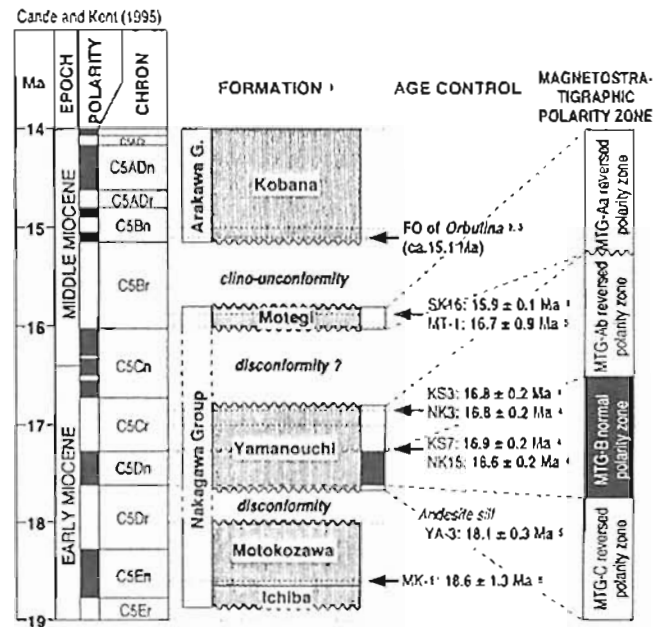 Cande and Kent (1995)
Ma
EPOCH
POLARITY
CHRON
FORMATION
AGE CONTROL
MAGNETOSTRA-
TIGRAPHIC
POLARITY ZONE
14
15
16
17
18
19
MIDDLE MIOCENE
EARLY MIOCENE
C5ADn
C5ADr
C5Bn
C5Br
C5Cn
C5Cr
C5Dn
C5Dr
C5En
C5Er
Arakawa G.
Nakagawa Group
Kobana
clino-unconformity
Motegi
disconformity ?
Yamanouchi
disconformity
Motokozawa
Ichiba
FO of Orbulina
(ca.15.1 Ma)
SK16: 15.9 ± 0.1 Ma
MT-1: 16.7 ± 0.9 Ma
KS3: 16.8 ± 0.2 Ma
NK3: 16.8 ± 0.2 Ma
KS7: 16.9 ± 0.2 Ma
NK15: 16.6 ± 0.2 Ma
Andesite sill
YA-3: 18.1 ± 0.3 Ma
MK-1: 18.6 ± 1.3 Ma
MTG-Aa reversed
polarity zone
MTG-Ab reversed
polarity zone
MTG-B normal
polarity zone
MTG-C reversed
polarity zone